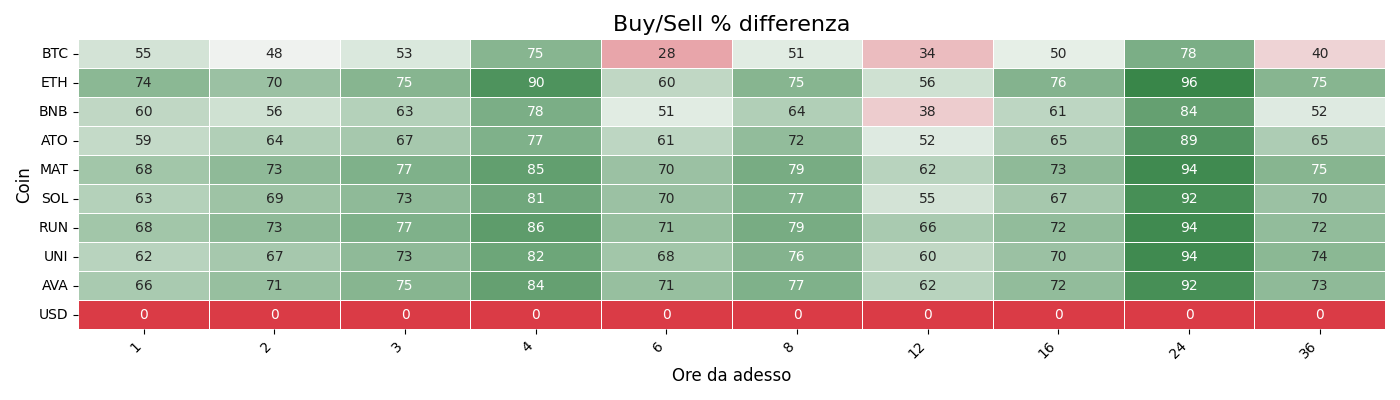 Buy/Sell % differenza
Coin
BTC 55 48 53 75 28 51 34 50 78 40
ETH 74 70 75 90 60 75 56 76 96 75
BNB 60 56 63 78 51 64 38 61 84 52
ATO 59 64 67 77 61 72 52 65 89 65
MAT 68 73 77 85 70 79 62 73 94 75
SOL 63 69 73 81 70 77 55 67 92 70
RUN 68 73 77 86 71 79 66 72 94 72
UNI 62 67 73 82 68 76 60 70 94 74
AVA 66 71 75 84 71 77 62 72 92 73
USD 0 0 0 0 0 0 0 0 0 0
1 2 3 4 6 8 12 16 24 36
Ore da adesso